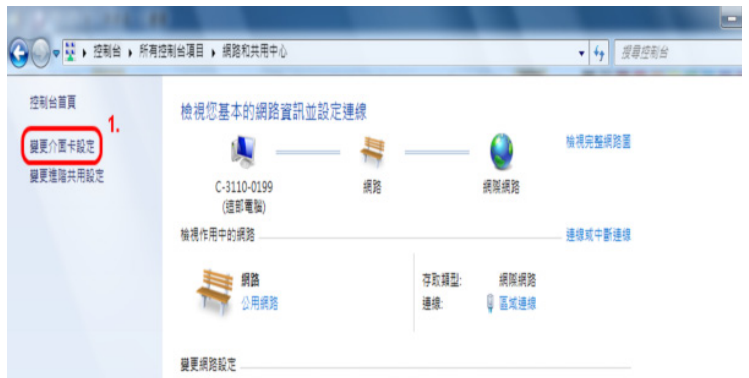 控制台 ▸ 所有控制台項目 ▸ 網路和共用中心
搜尋控制台
控制台首頁
1.
變更介面卡設定
變更進階共用設定
檢視您基本的網路資訊並設定連線
檢視完整網路圖
C-3110-0199
(這部電腦)
網路
網際網路
檢視作用中的網路
連線或中斷連線
網路
公用網路
存取類型: 網際網路
連線: 區域連線
變更網路設定